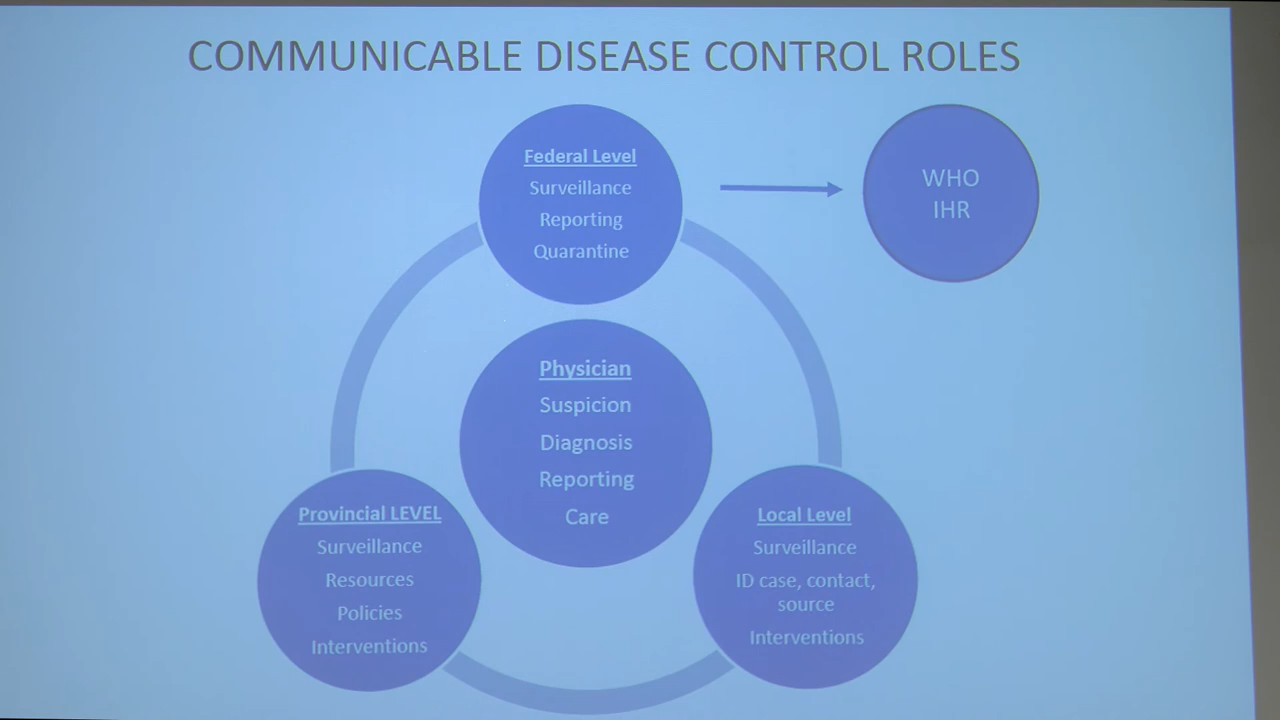 COMMUNICABLE DISEASE CONTROL ROLES
Federal Level
Surveillance
Reporting
Quarantine
WHO
IHR
Physician
Suspicion
Diagnosis
Reporting
Care
Provincial LEVEL
Surveillance
Resources
Policies
Interventions
Local Level
Surveillance
ID case, contact,
source
Interventions